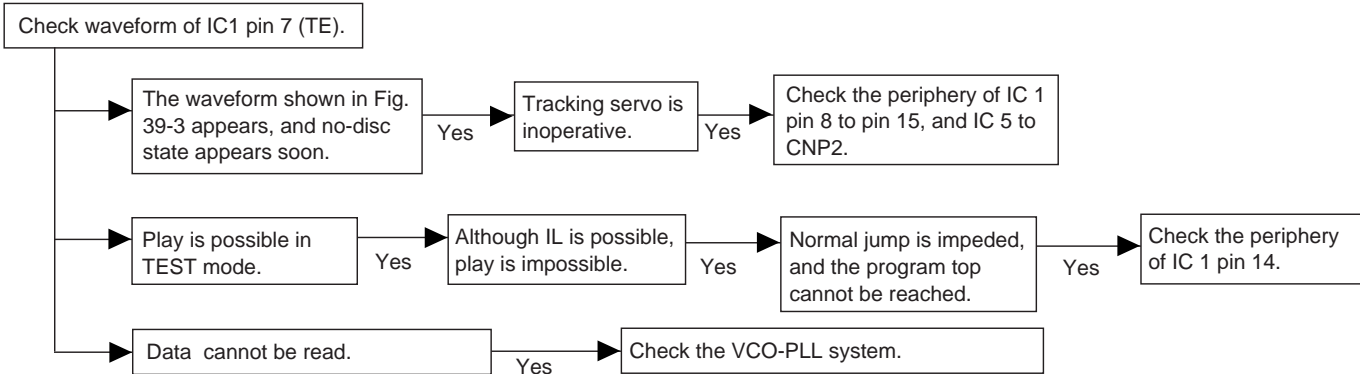 Check waveform of IC1 pin 7 (TE).
The waveform shown in Fig.
39-3 appears, and no-disc
state appears soon.
Yes
Tracking servo is
inoperative.
Yes
Check the periphery of IC 1
pin 8 to pin 15, and IC 5 to
CNP2.
Play is possible in
TEST mode.
Yes
Although IL is possible,
play is impossible.
Yes
Normal jump is impeded,
and the program top
cannot be reached.
Yes
Check the periphery
of IC 1 pin 14.
Data cannot be read.
Yes
Check the VCO-PLL system.